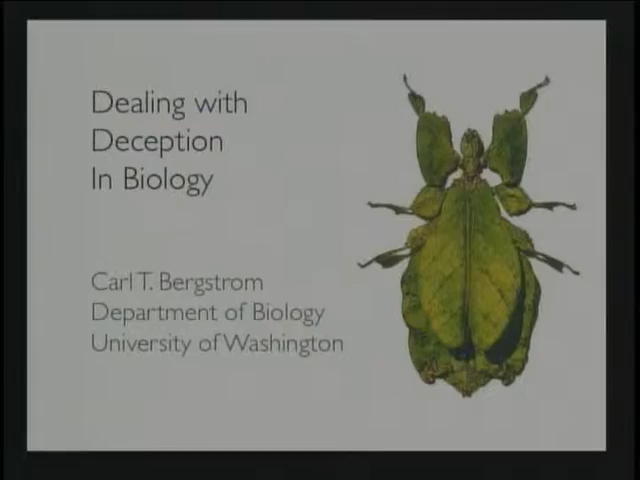 Dealing with
Deception
In Biology
Carl T. Bergstrom
Department of Biology
University of Washington